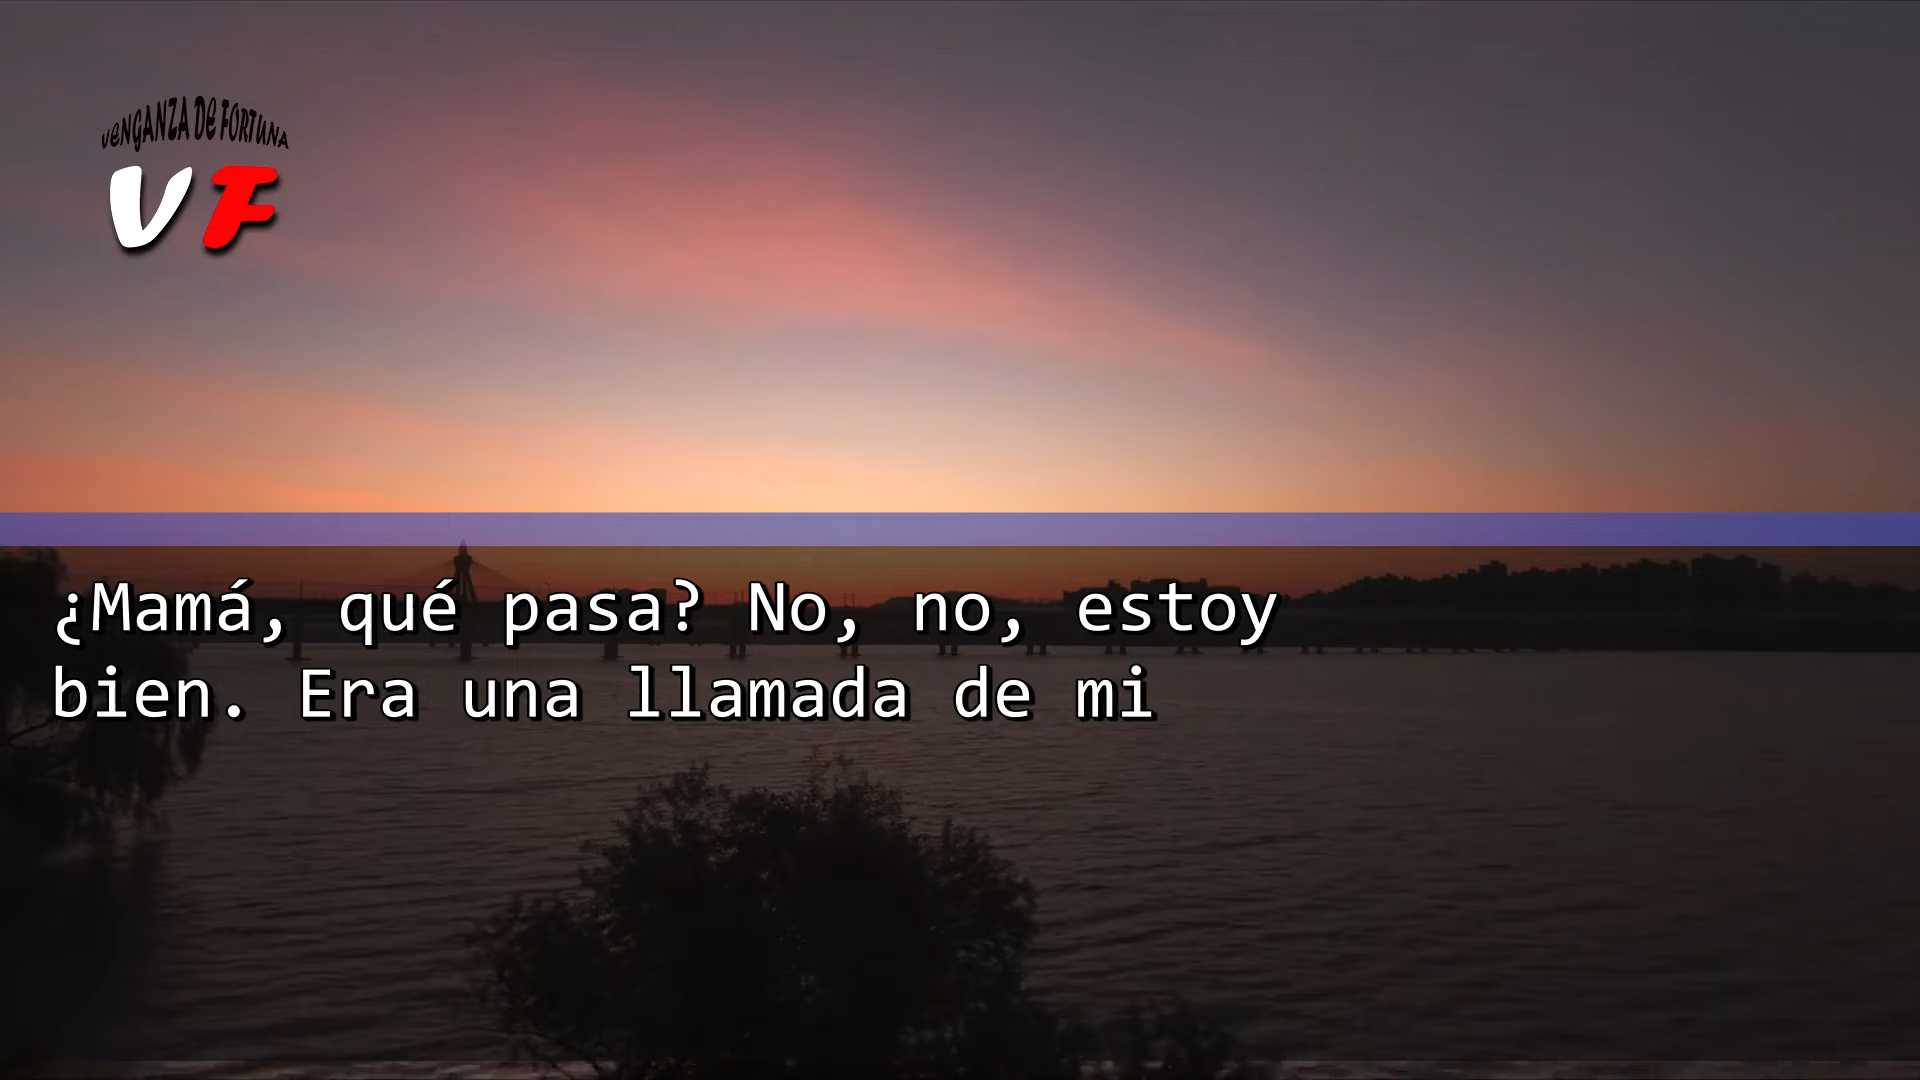 VENGANZA DE FORTUNA
VF
¿Mamá, qué pasa? No, no, estoy
bien. Era una llamada de mi